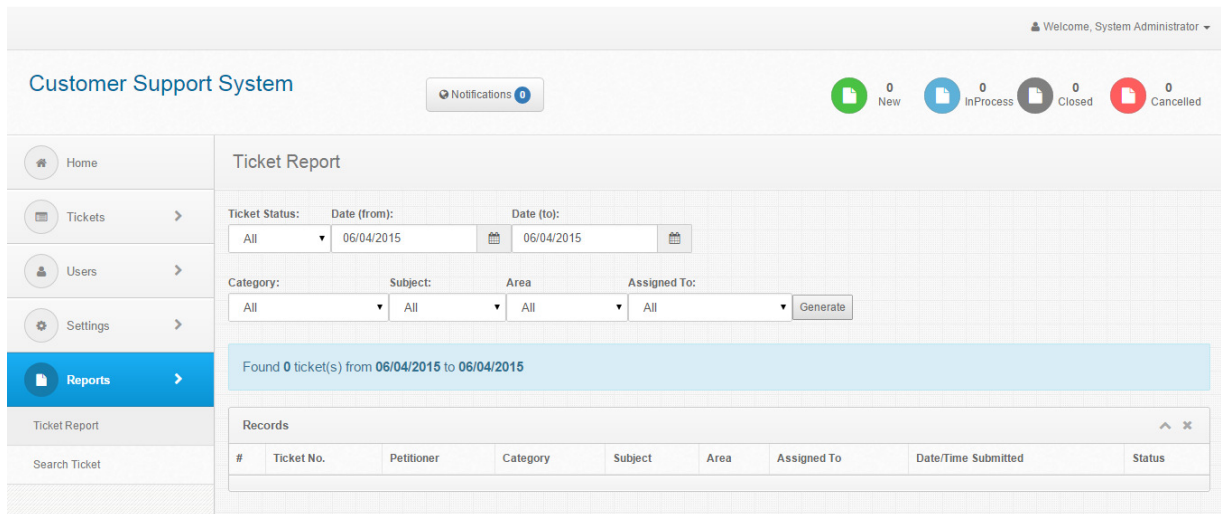 Welcome, System Administrator
Customer Support System
Notifications 0
0 New
0 InProcess
0 Closed
0 Cancelled
Home
Tickets
Users
Settings
Reports
Ticket Report
Search Ticket
Ticket Report
Ticket Status: Date (from): Date (to):
All 06/04/2015 06/04/2015
Category: Subject: Area Assigned To:
All All All All Generate
Found 0 ticket(s) from 06/04/2015 to 06/04/2015
Records
# Ticket No. Petitioner Category Subject Area Assigned To Date/Time Submitted Status